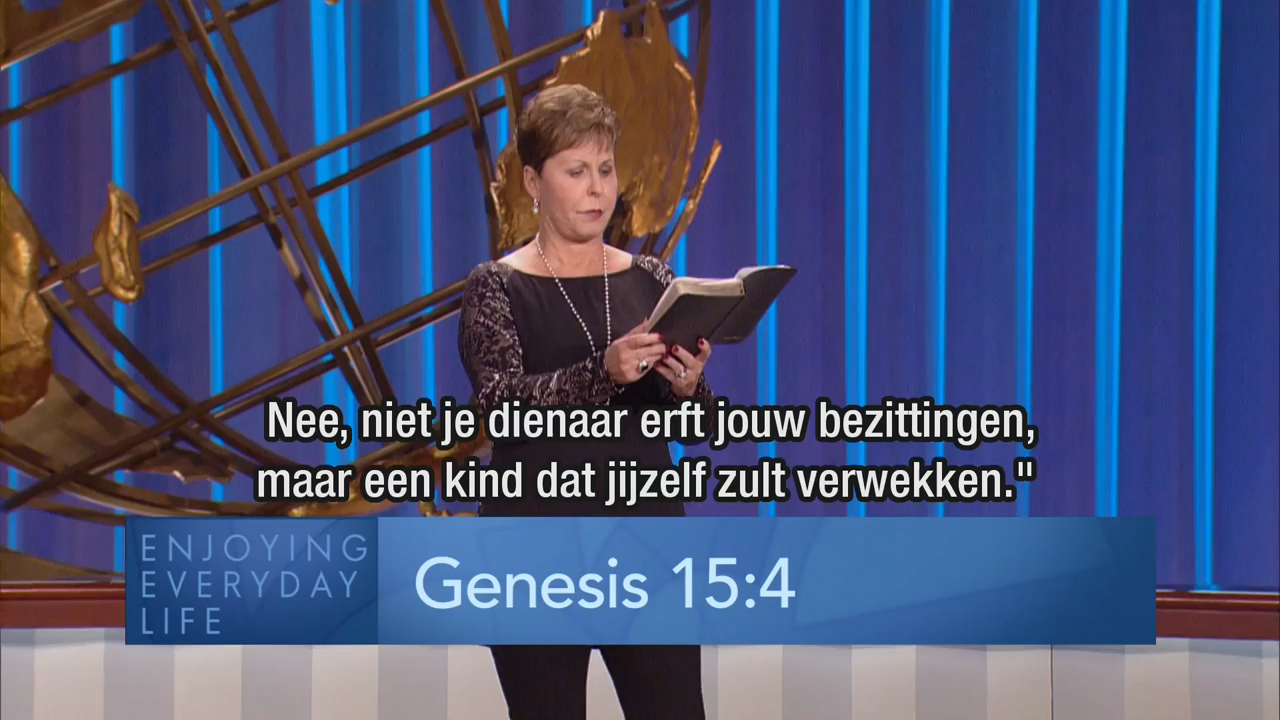 Nee, niet je dienaar erft jouw bezittingen,
maar een kind dat jijzelf zult verwekken."
ENJOYING
EVERYDAY
LIFE
Genesis 15:4